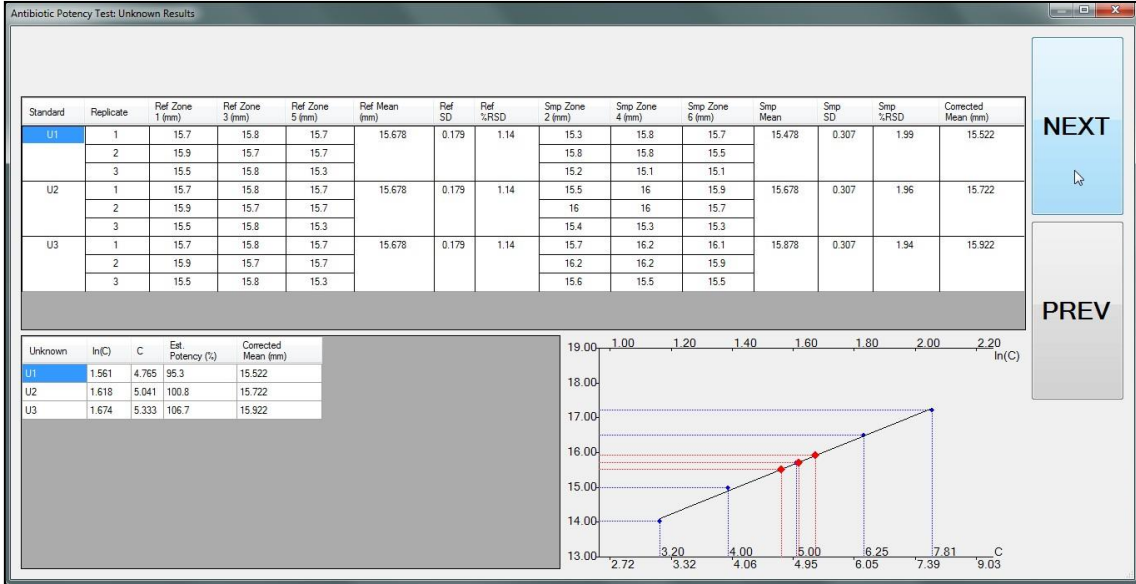 Antibiotic Potency Test: Unknown Results
Standard Replicate Ref Zone 1 (mm) Ref Zone 3 (mm) Ref Zone 5 (mm) Ref Mean (mm) Ref SD Ref %RSD Smp Zone 2 (mm) Smp Zone 4 (mm) Smp Zone 6 (mm) Smp Mean Smp SD Smp %RSD Corrected Mean (mm)
U1 1 15.7 15.8 15.7 15.678 0.179 1.14 15.3 15.8 15.7 15.478 0.307 1.99 15.522
2 15.9 15.7 15.7 15.8 15.8 15.5
3 15.5 15.8 15.3 15.2 15.1 15.1
U2 1 15.7 15.8 15.7 15.678 0.179 1.14 15.5 16 15.9 15.678 0.307 1.96 15.722
2 15.9 15.7 15.7 16 16 15.7
3 15.5 15.8 15.3 15.4 15.3 15.3
U3 1 15.7 15.8 15.7 15.678 0.179 1.14 15.7 16.2 16.1 15.878 0.307 1.94 15.922
2 15.9 15.7 15.7 16.2 16.2 15.9
3 15.5 15.8 15.3 15.6 15.5 15.5
NEXT
PREV
Unknown ln(C) C Est. Potency (%) Corrected Mean (mm)
U1 1.561 4.765 95.3 15.522
U2 1.618 5.041 100.8 15.722
U3 1.674 5.333 106.7 15.922
1.00 1.20 1.40 1.60 1.80 2.00 2.20
ln(C)
19.00
18.00
17.00
16.00
15.00
14.00
13.00
3.20 4.00 5.00 6.25 7.81 C
2.72 3.32 4.06 4.95 6.05 7.39 9.03